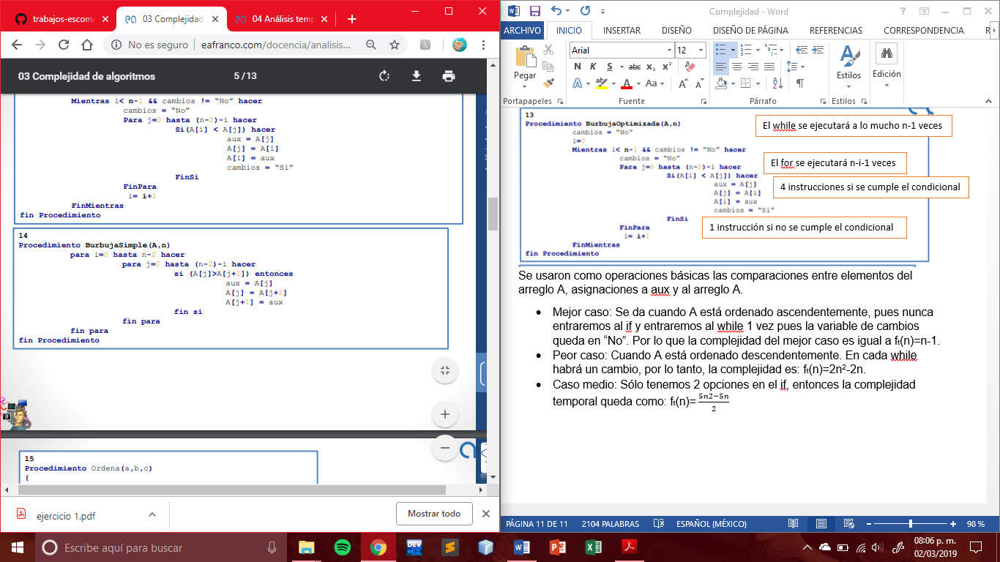 trabajos-escom/
03 Complejidad
04 Análisis temp
No es seguro
eafranco.com/docencia/analisis...
03 Complejidad de algoritmos
5 / 13
Mientras i< n-1 && cambios != "No" hacer
cambios = "No"
Para j=0 hasta (n-2)-i hacer
Si(A[i] < A[j]) hacer
aux = A[j]
A[j] = A[i]
A[i] = aux
cambios = "Si"
FinSi
FinPara
i= i+1
FinMientras
fin Procedimiento
14
Procedimiento BurbujaSimple(A,n)
para i=0 hasta n-2 hacer
para j=0 hasta (n-2)-i hacer
si (A[j]>A[j+1]) entonces
aux = A[j]
A[j] = A[j+1]
A[j+1] = aux
fin si
fin para
fin para
fin Procedimiento
15
Procedimiento Ordena(a,b,c)
{
ejercicio 1.pdf
Mostrar todo
Complejidad - Word
ARCHIVO INICIO INSERTAR DISEÑO DISEÑO DE PÁGINA REFERENCIAS CORRESPONDENCIA R
Arial 12
N K S abc x₂ x²
Pegar
Estilos
Edición
Portapapeles Fuente Párrafo Estilos
13
Procedimiento BurbujaOptimizada(A,n)
cambios = "No"
i=0
Mientras i< n-1 && cambios != "No" hacer
cambios = "No"
Para j=0 hasta (n-2)-i hacer
Si(A[i] < A[j]) hacer
aux = A[j]
A[j] = A[i]
A[i] = aux
cambios = "Si"
FinSi
FinPara
i= i+1
FinMientras
fin Procedimiento
El while se ejecutará a lo mucho n-1 veces
El for se ejecutará n-i-1 veces
4 instrucciones si se cumple el condicional
1 instrucción si no se cumple el condicional
Se usaron como operaciones básicas las comparaciones entre elementos del
arreglo A, asignaciones a aux y al arreglo A.
• Mejor caso: Se da cuando A está ordenado ascendentemente, pues nunca
entraremos al if y entraremos al while 1 vez pues la variable de cambios
queda en “No”. Por lo que la complejidad del mejor caso es igual a ft(n)=n-1.
• Peor caso: Cuando A está ordenado descendentemente. En cada while
habrá un cambio, por lo tanto, la complejidad es: ft(n)=2n²-2n.
• Caso medio: Sólo tenemos 2 opciones en el if, entonces la complejidad
temporal queda como: ft(n)= 5n2−5n
2
PÁGINA 11 DE 11 2104 PALABRAS ESPAÑOL (MÉXICO) 98 %
Escribe aquí para buscar
08:06 p. m.
02/03/2019